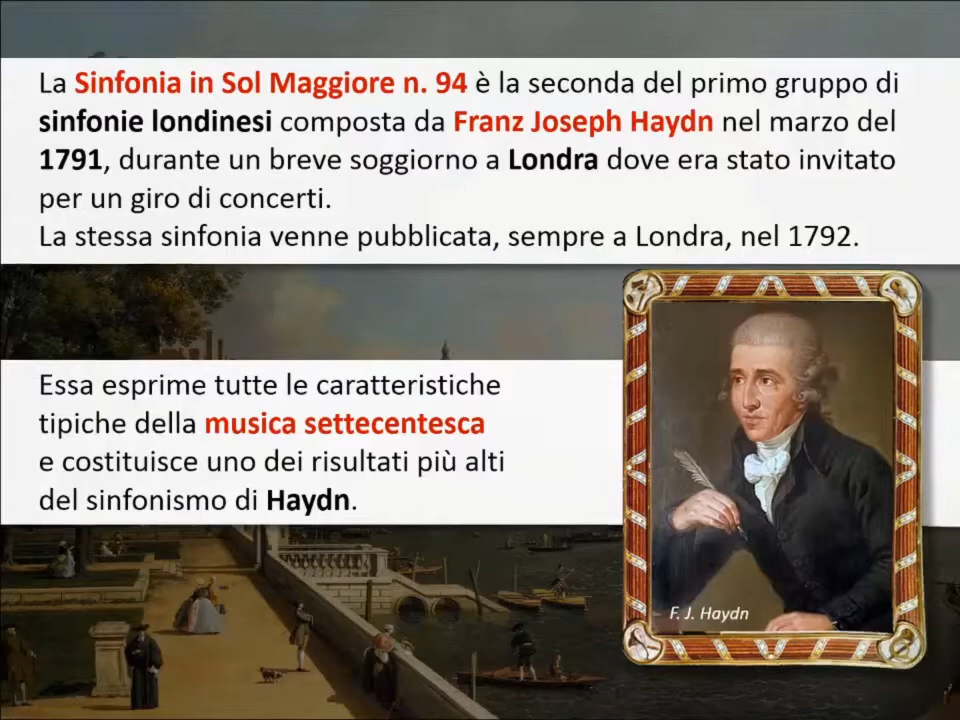 La Sinfonia in Sol Maggiore n. 94 è la seconda del primo gruppo di
sinfonie londinesi composta da Franz Joseph Haydn nel marzo del
1791, durante un breve soggiorno a Londra dove era stato invitato
per un giro di concerti.
La stessa sinfonia venne pubblicata, sempre a Londra, nel 1792.
Essa esprime tutte le caratteristiche
tipiche della musica settecentesca
e costituisce uno dei risultati più alti
del sinfonismo di Haydn.
F. J. Haydn